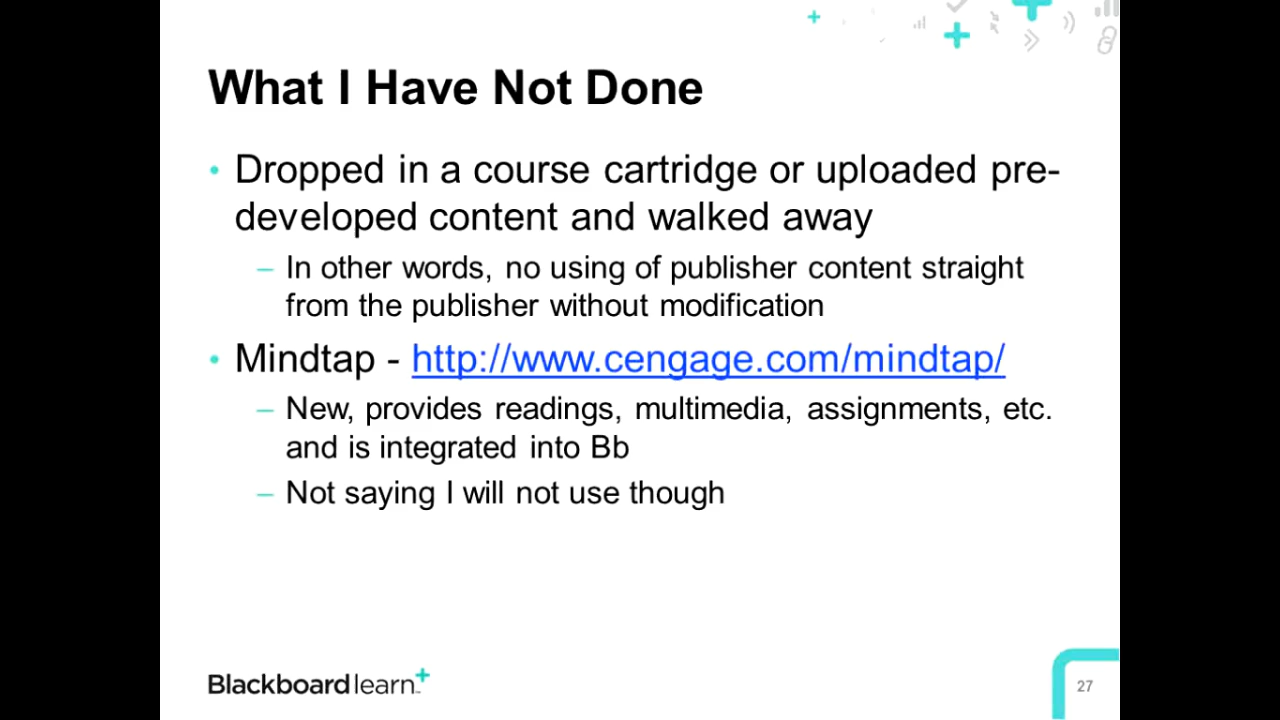 What I Have Not Done
• Dropped in a course cartridge or uploaded pre-
developed content and walked away
– In other words, no using of publisher content straight
from the publisher without modification
• Mindtap - http://www.cengage.com/mindtap/
– New, provides readings, multimedia, assignments, etc.
and is integrated into Bb
– Not saying I will not use though
Blackboard learn+
27